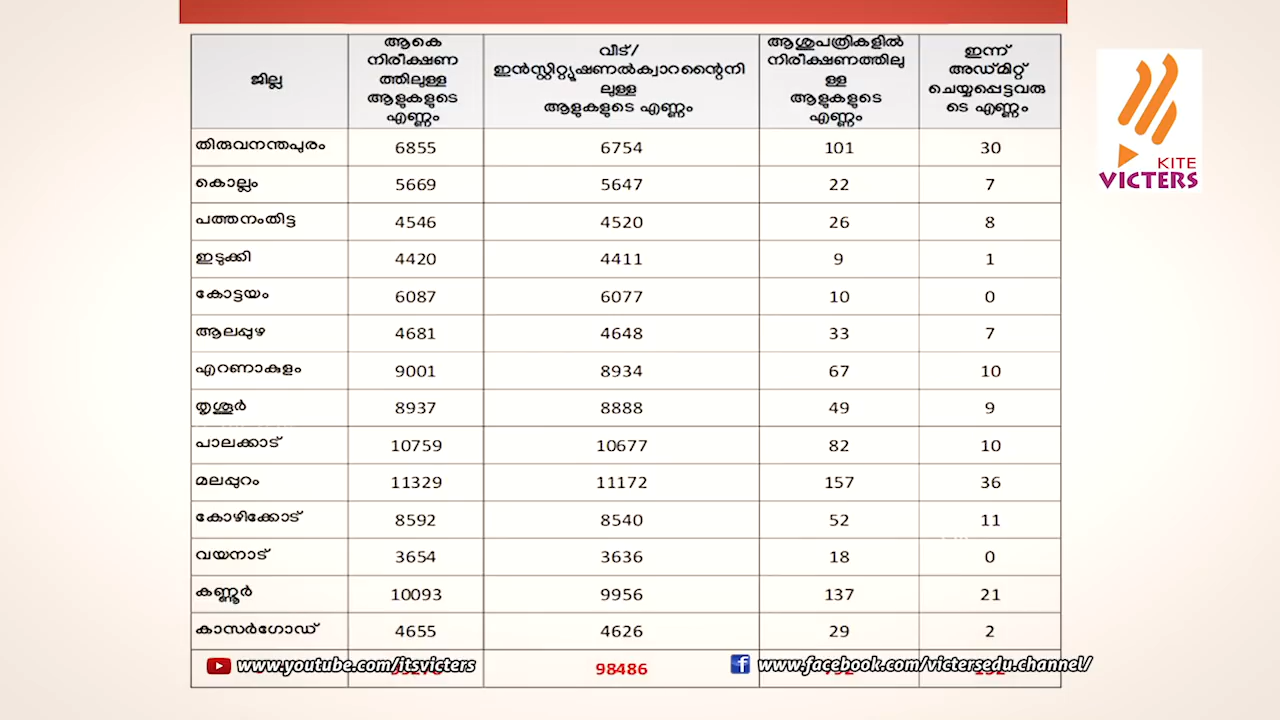 ജില്ല
ആകെ
നിരീക്ഷണ
ത്തിലുള്ള
ആളുകളുടെ
എണ്ണം
വീട്/
ഇൻസ്റ്റിറ്റ്യൂഷണൽക്വാറന്റൈനി
ലുള്ള
ആളുകളുടെ എണ്ണം
ആശുപത്രികളിൽ
നിരീക്ഷണത്തിലു
ള്ള
ആളുകളുടെ
എണ്ണം
ഇന്ന്
അഡ്മിറ്റ്
ചെയ്യപ്പെട്ടവരു
ടെ എണ്ണം
തിരുവനന്തപുരം 6855 6754 101 30
കൊല്ലം 5669 5647 22 7
പത്തനംതിട്ട 4546 4520 26 8
ഇടുക്കി 4420 4411 9 1
കോട്ടയം 6087 6077 10 0
ആലപ്പുഴ 4681 4648 33 7
എറണാകുളം 9001 8934 67 10
തൃശൂർ 8937 8888 49 9
പാലക്കാട് 10759 10677 82 10
മലപ്പുറം 11329 11172 157 36
കോഴിക്കോട് 8592 8540 52 11
വയനാട് 3654 3636 18 0
കണ്ണൂർ 10093 9956 137 21
കാസർഗോഡ് 4655 4626 29 2
98486
www.youtube.com/itsvicters
www.facebook.com/victersedu.channel/
KITE
VICTERS